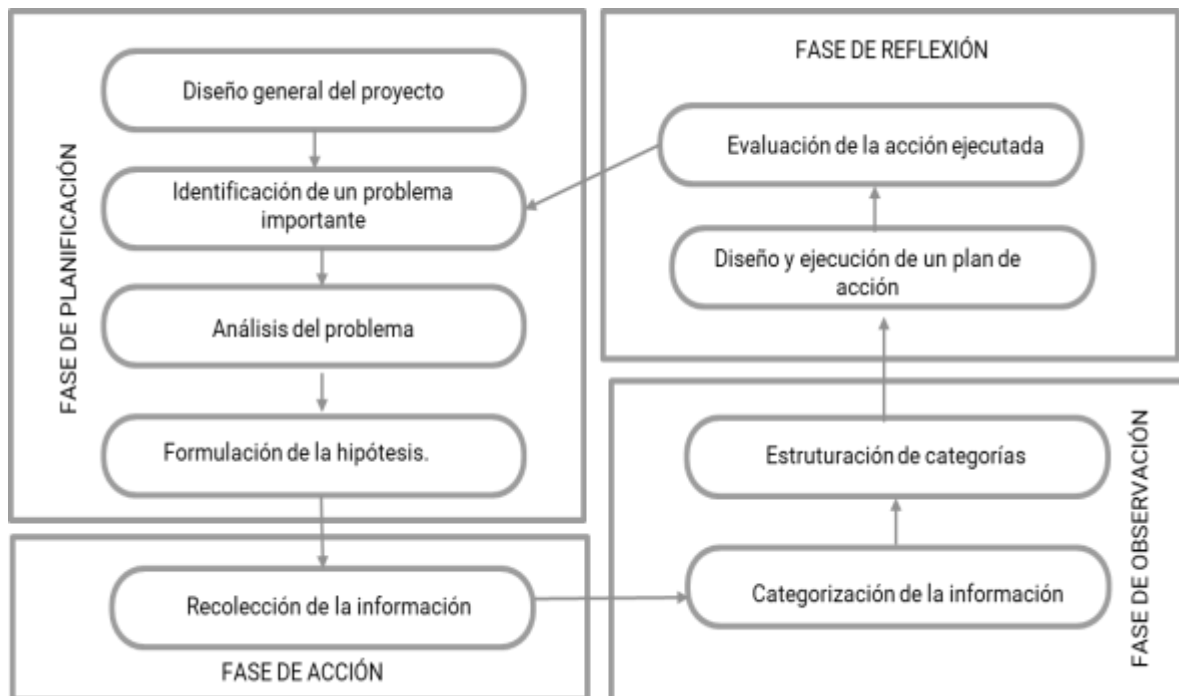 FASE DE PLANIFICACIÓN
Diseño general del proyecto
Identificación de un problema
importante
Análisis del problema
Formulación de la hipótesis.
Recolección de la información
FASE DE ACCIÓN
FASE DE OBSERVACIÓN
Categorización de la información
Estruturación de categorías
FASE DE REFLEXIÓN
Diseño y ejecución de un plan de
acción
Evaluación de la acción ejecutada